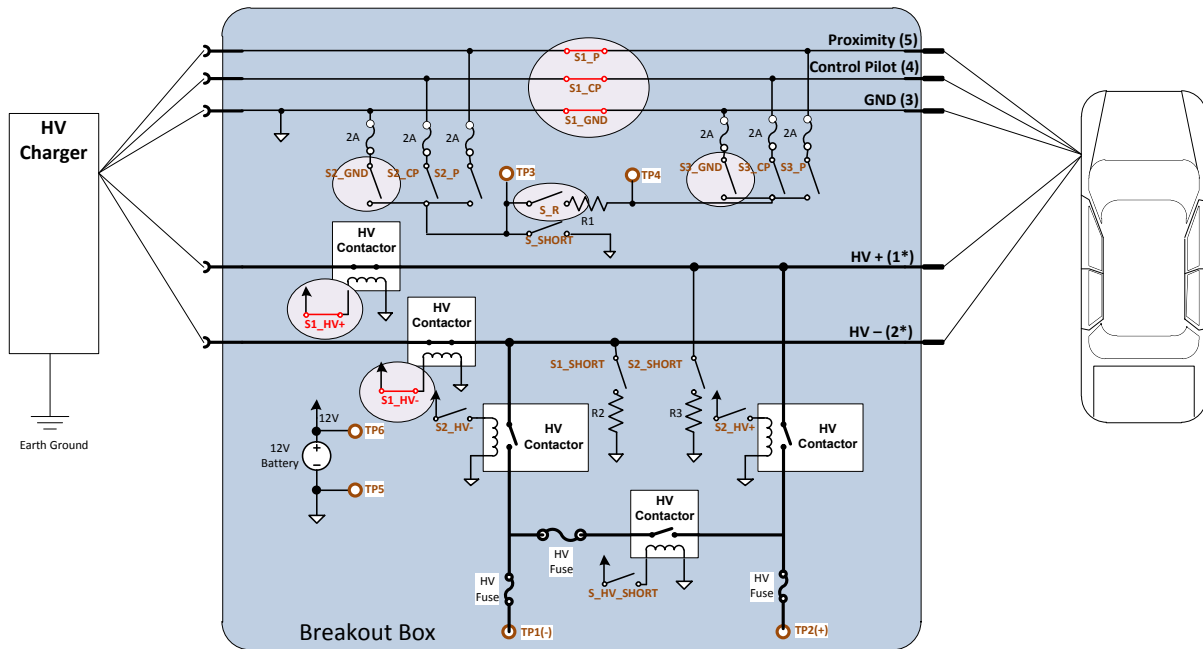 Proximity (5)
S1_P
Control Pilot (4)
S1_CP
GND (3)
S1_GND
HV
Charger
2A
2A
2A
2A
2A
2A
S2_GND
S2_CP
S2_P
TP3
TP4
S3_GND
S3_CP
S3_P
S_R
R1
S_SHORT
HV
Contactor
HV + (1*)
S1_HV+
HV
Contactor
HV – (2*)
S1_SHORT
S2_SHORT
S1_HV-
Earth Ground
12V
TP6
12V
Battery
TP5
S2_HV-
HV
Contactor
R2
R3
S2_HV+
HV
Contactor
HV
Contactor
HV
Fuse
S_HV_SHORT
HV
Fuse
HV
Fuse
Breakout Box
TP1(-)
TP2(+)